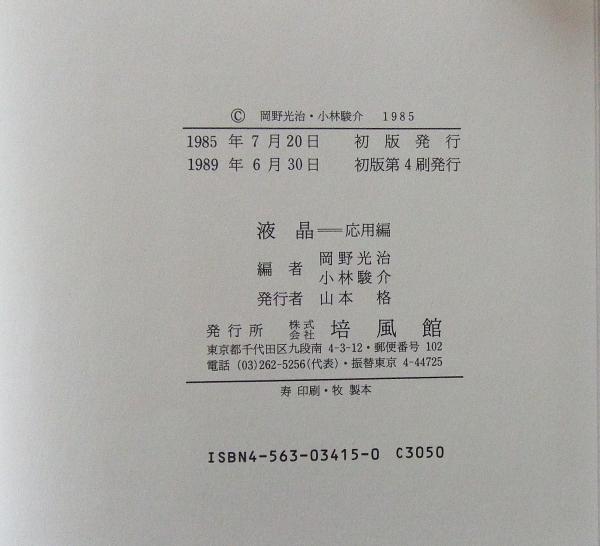 © 岡野光治・小林駿介 1985
1985 年 7 月 20日 初 版 発 行
1989 年 6 月 30日 初版第 4 刷発行
液 晶══応用編
編 者 岡 野 光 治
小 林 駿 介
発行者 山 本 格
発 行 所 株式会社 培 風 館
東京都千代田区九段南 4-3-12・郵便番号 102
電話 (03)262-5256(代表)・振替東京 4-44725
寿 印刷・牧 製本
ISBN4-563-03415-0 C3050